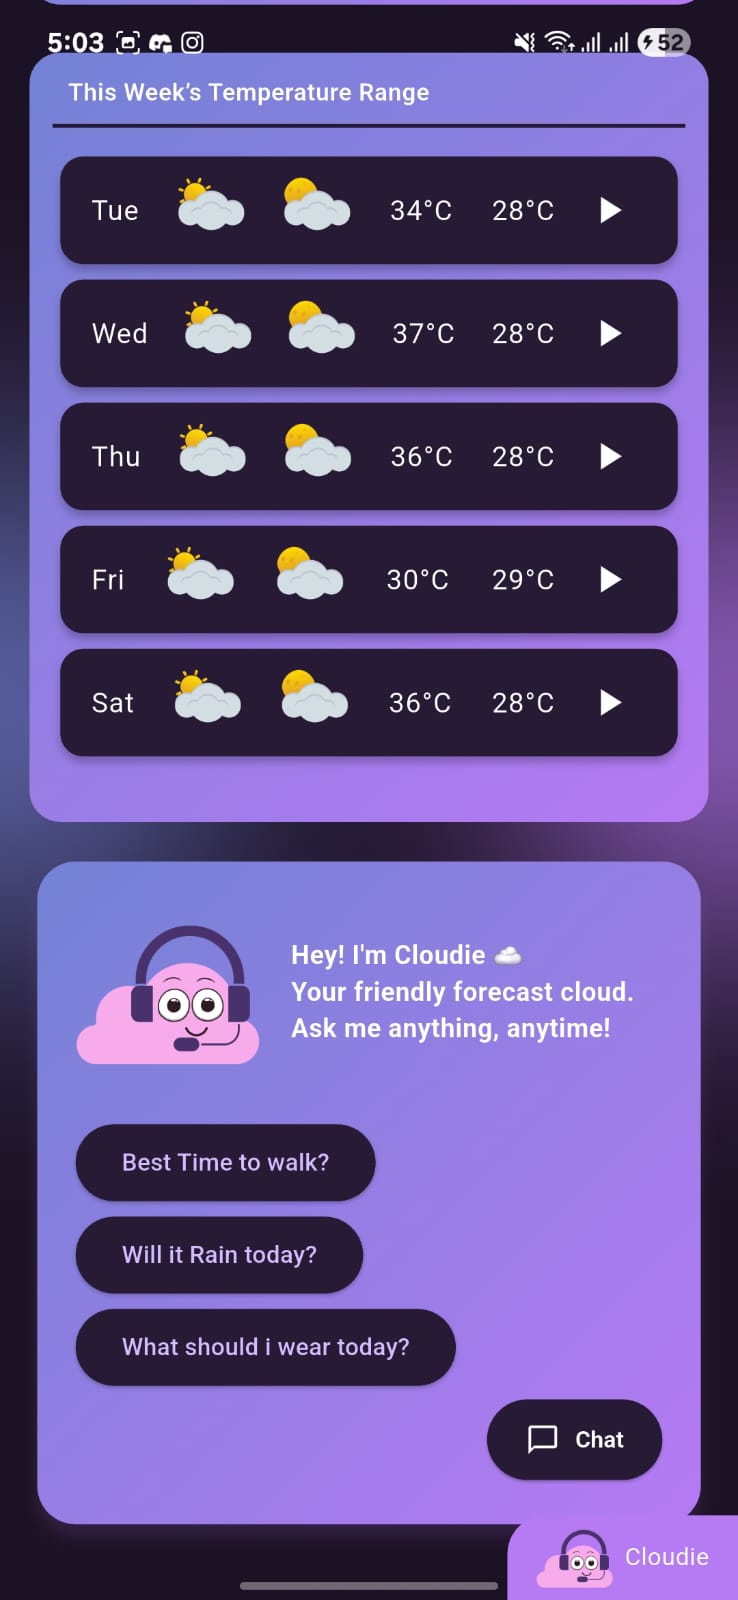 5:03 52
This Week’s Temperature Range
Tue 34°C 28°C
Wed 37°C 28°C
Thu 36°C 28°C
Fri 30°C 29°C
Sat 36°C 28°C
Hey! I'm Cloudie ☁️
Your friendly forecast cloud.
Ask me anything, anytime!
Best Time to walk?
Will it Rain today?
What should i wear today?
Chat
Cloudie